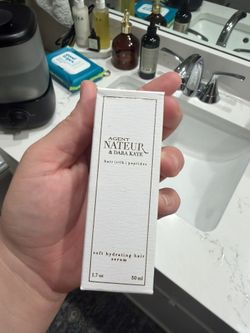 AGENT
NATEUR
& DARA KAYE
hair (silk) peptides
soft hydrating hair
serum
1.7 oz 50 ml